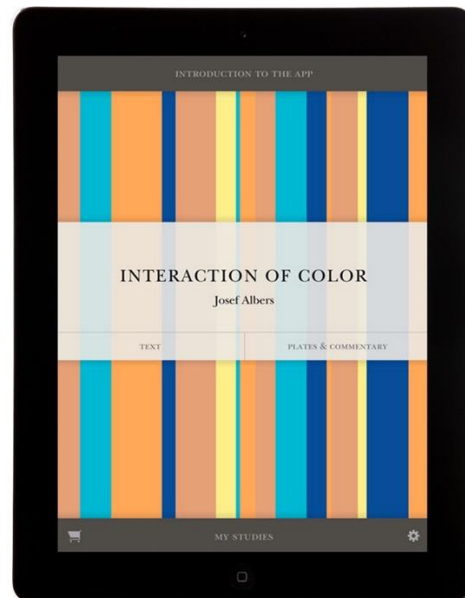 INTRODUCTION TO THE APP
INTERACTION OF COLOR
Josef Albers
TEXT
PLATES & COMMENTARY
MY STUDIES